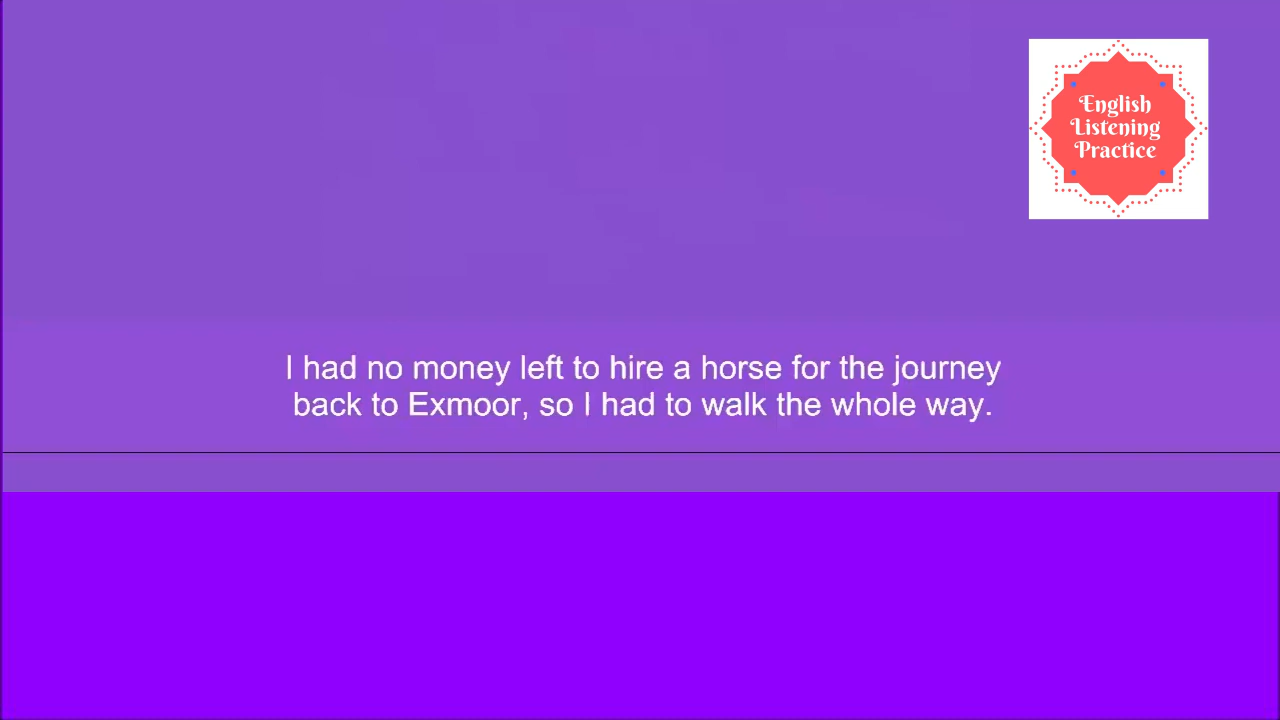 English
Listening
Practice
I had no money left to hire a horse for the journey
back to Exmoor, so I had to walk the whole way.